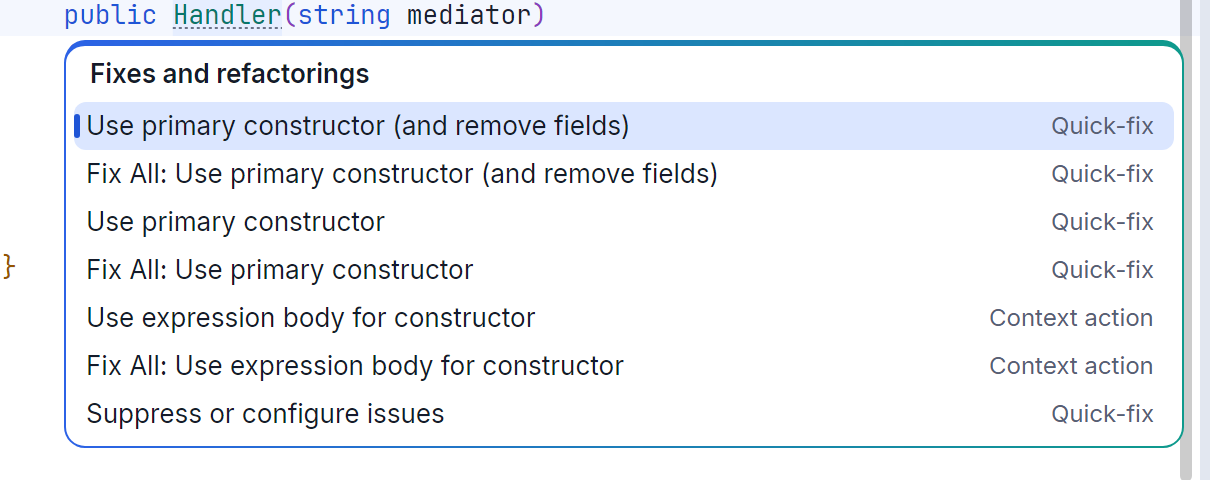 public Handler(string mediator)
Fixes and refactorings
Use primary constructor (and remove fields) Quick-fix
Fix All: Use primary constructor (and remove fields) Quick-fix
Use primary constructor Quick-fix
}
Fix All: Use primary constructor Quick-fix
Use expression body for constructor Context action
Fix All: Use expression body for constructor Context action
Suppress or configure issues Quick-fix